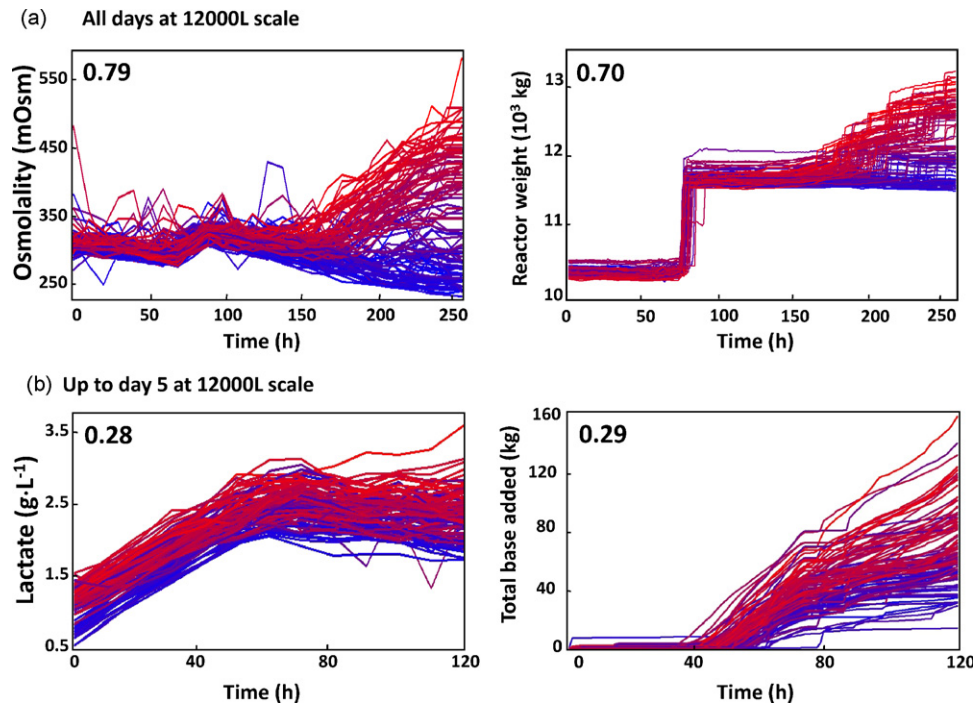 (a) All days at 12000L scale
Osmolality (mOsm)
550
450
350
250
0.79
0 50 100 150 200 250
Time (h)
Reactor weight (10³ kg)
13
12
11
10
0.70
0 50 100 150 200 250
Time (h)
(b) Up to day 5 at 12000L scale
Lactate (g·L⁻¹)
3.5
2.5
1.5
0.5
0.28
0 40 80 120
Time (h)
Total base added (kg)
160
120
80
40
0
0.29
0 40 80 120
Time (h)